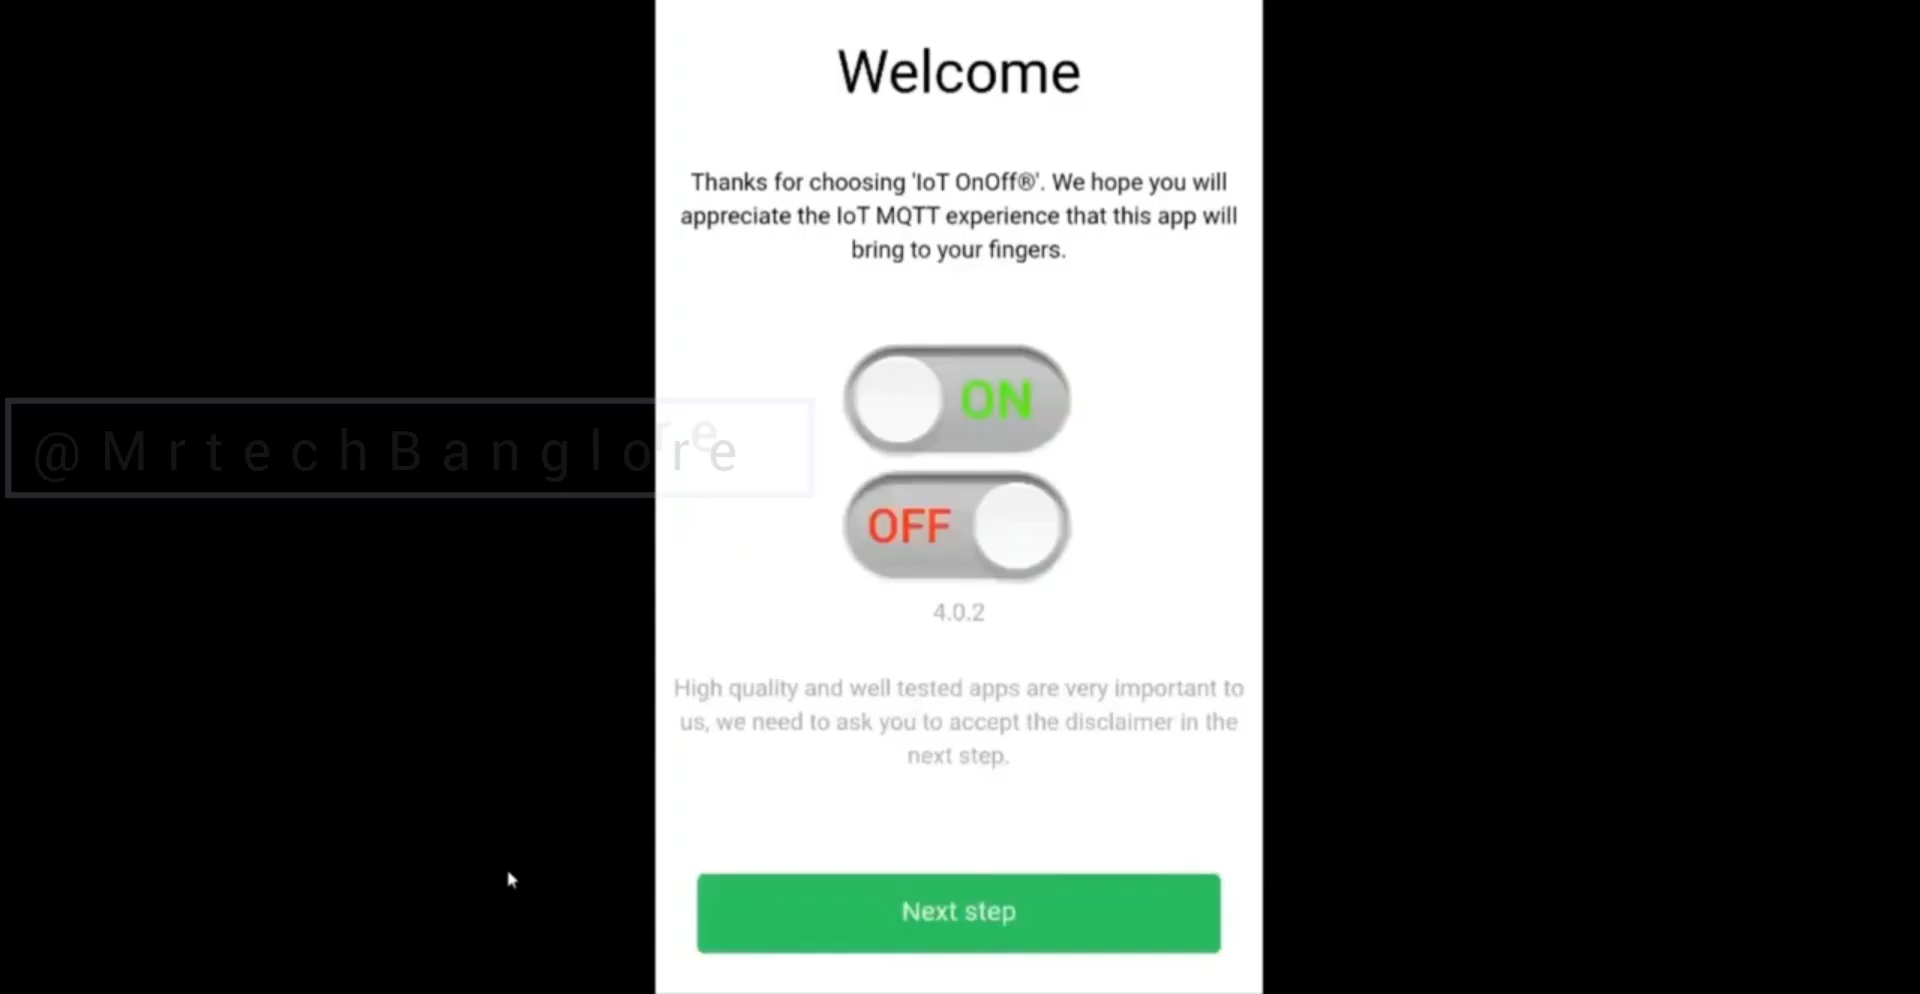 Welcome
Thanks for choosing 'IoT OnOff®'. We hope you will
appreciate the IoT MQTT experience that this app will
bring to your fingers.
@MrtechBanglore
ON
OFF
4.0.2
High quality and well tested apps are very important to
us, we need to ask you to accept the disclaimer in the
next step.
Next step